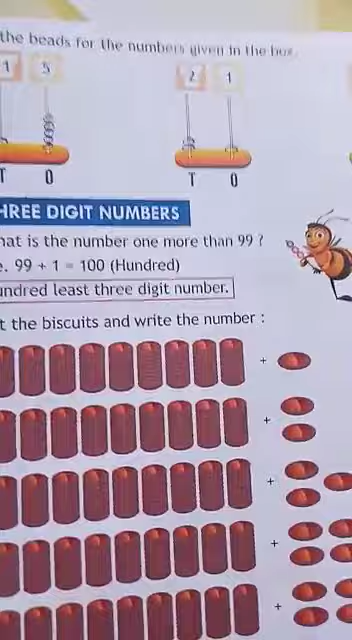 the beads for the numbers given in the box.
1 5
2 1
T O
T O
HREE DIGIT NUMBERS
hat is the number one more than 99 ?
e. 99 + 1 = 100 (Hundred)
undred least three digit number.
t the biscuits and write the number :
+
+
+
+
+